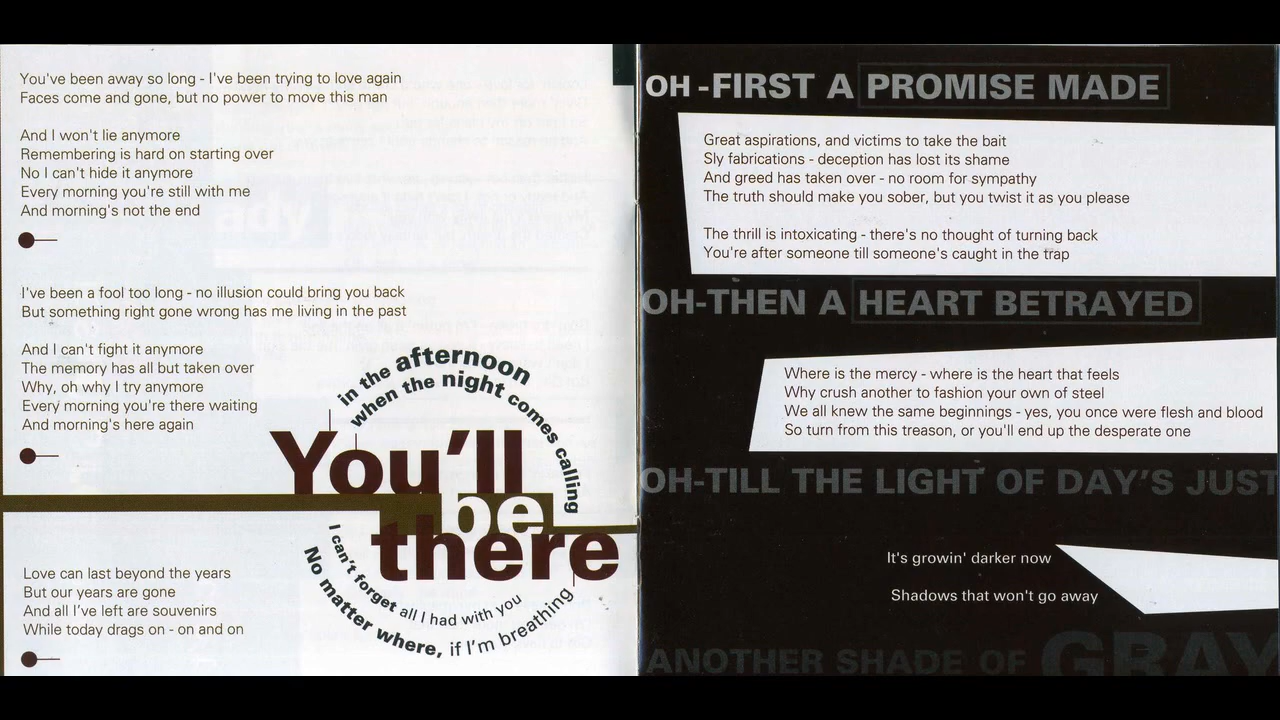 You've been away so long - I've been trying to love again
Faces come and gone, but no power to move this man
And I won't lie anymore
Remembering is hard on starting over
No I can't hide it anymore
Every morning you're still with me
And morning's not the end
I've been a fool too long - no illusion could bring you back
But something right gone wrong has me living in the past
And I can't fight it anymore
The memory has all but taken over
Why, oh why I try anymore
Every morning you're there waiting
And morning's here again
in the afternoon
when the night comes calling
You'll
be
there
I can't forget all I had with you
No matter where, if I'm breathing
Love can last beyond the years
But our years are gone
And all I've left are souvenirs
While today drags on - on and on
OH - FIRST A PROMISE MADE
Great aspirations, and victims to take the bait
Sly fabrications - deception has lost its shame
And greed has taken over - no room for sympathy
The truth should make you sober, but you twist it as you please
The thrill is intoxicating - there's no thought of turning back
You're after someone till someone's caught in the trap
OH-THEN A HEART BETRAYED
Where is the mercy - where is the heart that feels
Why crush another to fashion your own of steel
We all knew the same beginnings - yes, you once were flesh and blood
So turn from this treason, or you'll end up the desperate one
OH-TILL THE LIGHT OF DAY'S JUST
It's growin' darker now
Shadows that won't go away
ANOTHER SHADE OF GRAY